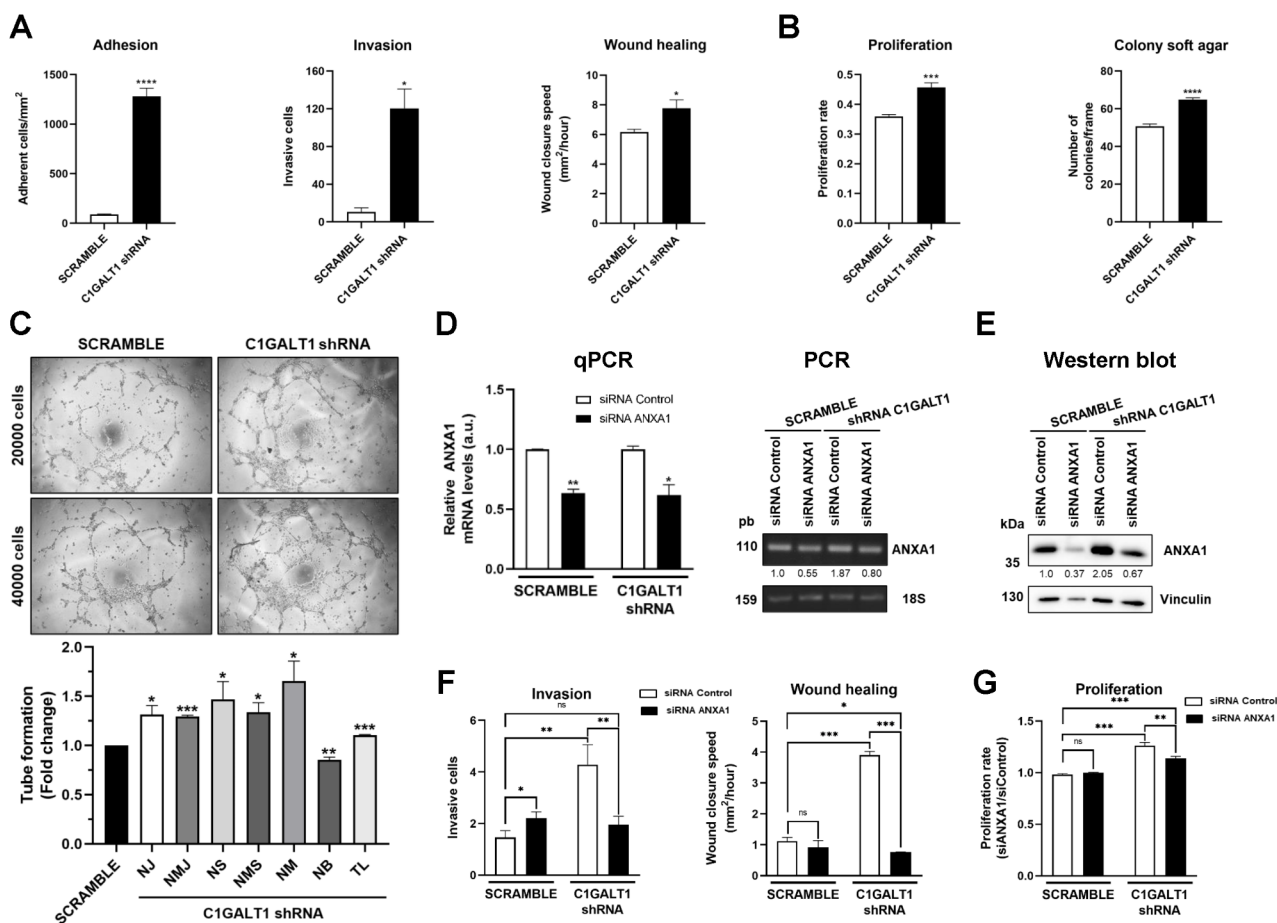 A
Adhesion
Adherent cells/mm²
1500
1000
500
0
****
SCRAMBLE
C1GALT1 shRNA
Invasion
Invasive cells
160
120
80
40
0
*
SCRAMBLE
C1GALT1 shRNA
Wound healing
Wound closure speed
(mm²/hour)
10
8
6
4
2
0
*
SCRAMBLE
C1GALT1 shRNA
B
Proliferation
Proliferation rate
0.5
0.4
0.3
0.2
0.1
0.0
***
SCRAMBLE
C1GALT1 shRNA
Colony soft agar
Number of
colonies/frame
80
60
40
20
0
****
SCRAMBLE
C1GALT1 shRNA
C
SCRAMBLE
C1GALT1 shRNA
20000 cells
40000 cells
Tube formation
(Fold change)
2.0
1.5
1.0
0.5
0.0
*
***
*
*
*
**
***
SCRAMBLE
NJ
NMJ
NS
NMS
NM
NB
TL
C1GALT1 shRNA
D
qPCR
siRNA Control
siRNA ANXA1
Relative ANXA1
mRNA levels (a.u.)
1.5
1.0
0.5
0.0
**
*
SCRAMBLE
C1GALT1
shRNA
PCR
SCRAMBLE
shRNA C1GALT1
siRNA Control
siRNA ANXA1
siRNA Control
siRNA ANXA1
pb
110
ANXA1
1.0 0.55 1.87 0.80
159
18S
E
Western blot
SCRAMBLE
shRNA C1GALT1
siRNA Control
siRNA ANXA1
siRNA Control
siRNA ANXA1
kDa
35
ANXA1
1.0 0.37 2.05 0.67
130
Vinculin
F
Invasion
siRNA Control
siRNA ANXA1
Invasive cells
6
4
2
0
ns
**
**
*
SCRAMBLE
C1GALT1
shRNA
Wound healing
siRNA Control
siRNA ANXA1
Wound closure speed
(mm²/hour)
5
4
3
2
1
0
*
***
***
ns
SCRAMBLE
C1GALT1
shRNA
G
Proliferation
siRNA Control
siRNA ANXA1
Proliferation rate
(siANXA1/siControl)
1.5
1.0
0.5
0.0
***
***
**
ns
SCRAMBLE
C1GALT1
shRNA